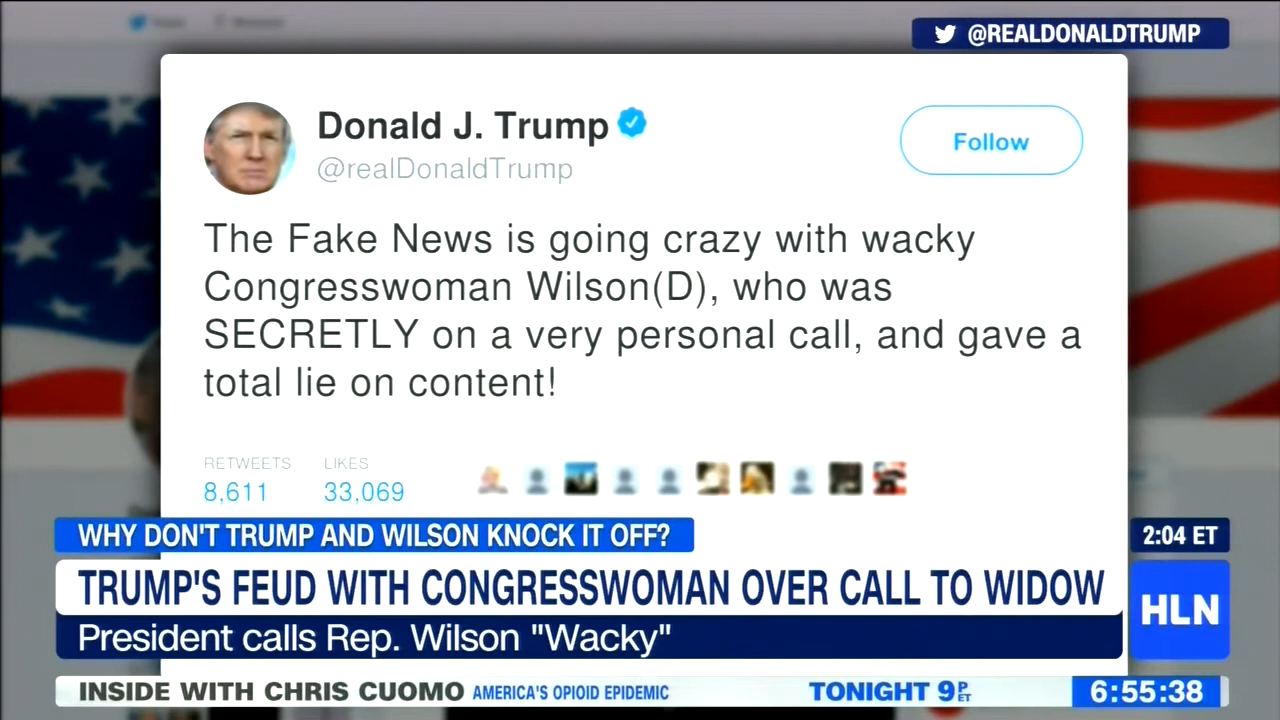 @REALDONALDTRUMP
Donald J. Trump
@realDonaldTrump
Follow
The Fake News is going crazy with wacky
Congresswoman Wilson(D), who was
SECRETLY on a very personal call, and gave a
total lie on content!
RETWEETS LIKES
8,611 33,069
WHY DON'T TRUMP AND WILSON KNOCK IT OFF?
2:04 ET
TRUMP'S FEUD WITH CONGRESSWOMAN OVER CALL TO WIDOW
HLN
President calls Rep. Wilson "Wacky"
INSIDE WITH CHRIS CUOMO AMERICA'S OPIOID EPIDEMIC TONIGHT 9 P ET 6:55:38